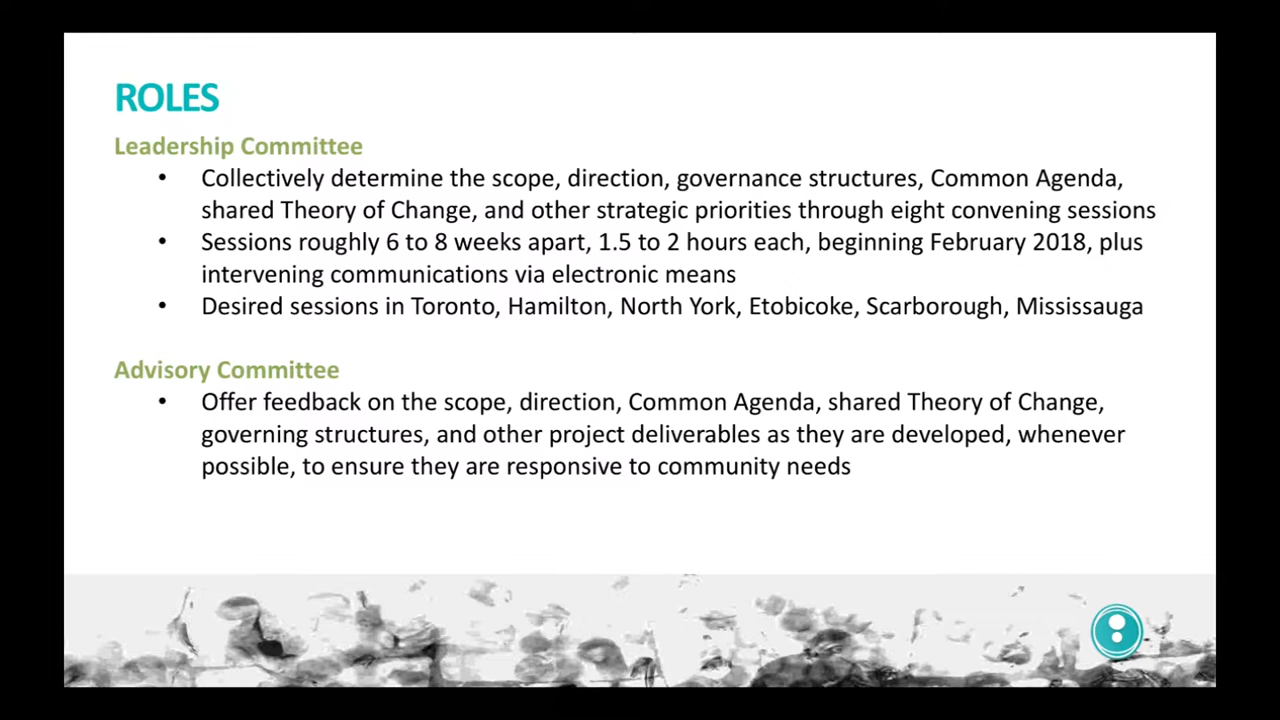 ROLES
Leadership Committee
• Collectively determine the scope, direction, governance structures, Common Agenda,
shared Theory of Change, and other strategic priorities through eight convening sessions
• Sessions roughly 6 to 8 weeks apart, 1.5 to 2 hours each, beginning February 2018, plus
intervening communications via electronic means
• Desired sessions in Toronto, Hamilton, North York, Etobicoke, Scarborough, Mississauga
Advisory Committee
• Offer feedback on the scope, direction, Common Agenda, shared Theory of Change,
governing structures, and other project deliverables as they are developed, whenever
possible, to ensure they are responsive to community needs